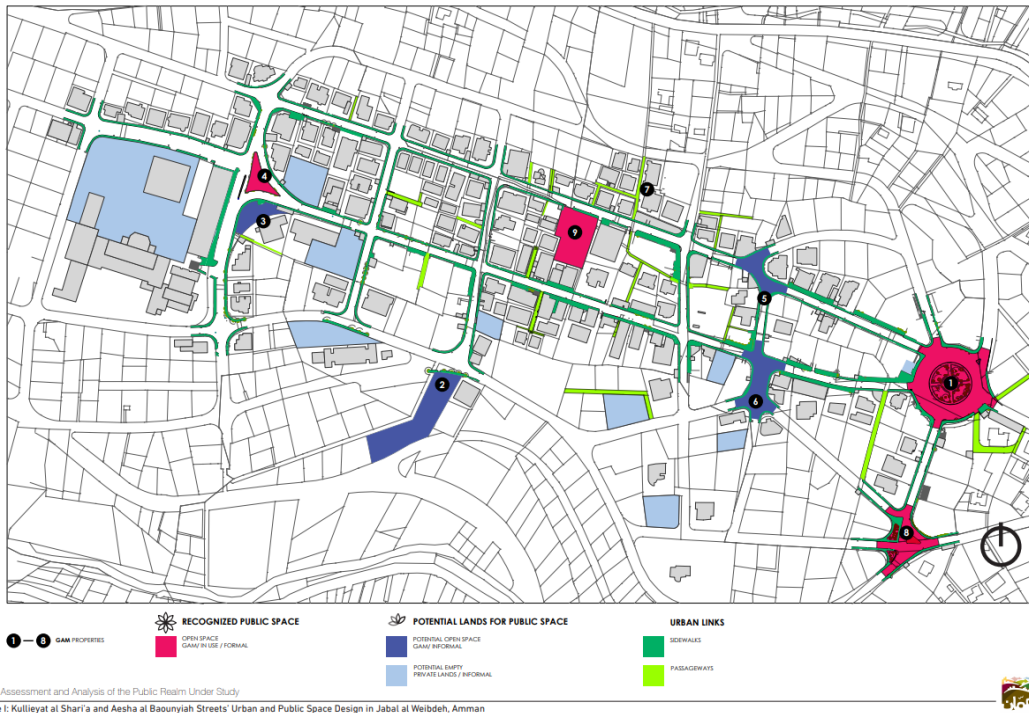 4
7
3
9
5
2
1
6
8
1 — 8 GAM PROPERTIES
RECOGNIZED PUBLIC SPACE
OPEN SPACE
GAM/ IN USE / FORMAL
POTENTIAL LANDS FOR PUBLIC SPACE
POTENTIAL OPEN SPACE
GAM/ INFORMAL
POTENTIAL EMPTY
PRIVATE LANDS / INFORMAL
URBAN LINKS
SIDEWALKS
PASSAGEWAYS
Assessment and Analysis of the Public Realm Under Study
e I: Kullieyat al Shari'a and Aesha al Baounyiah Streets' Urban and Public Space Design in Jabal al Weibdeh, Amman